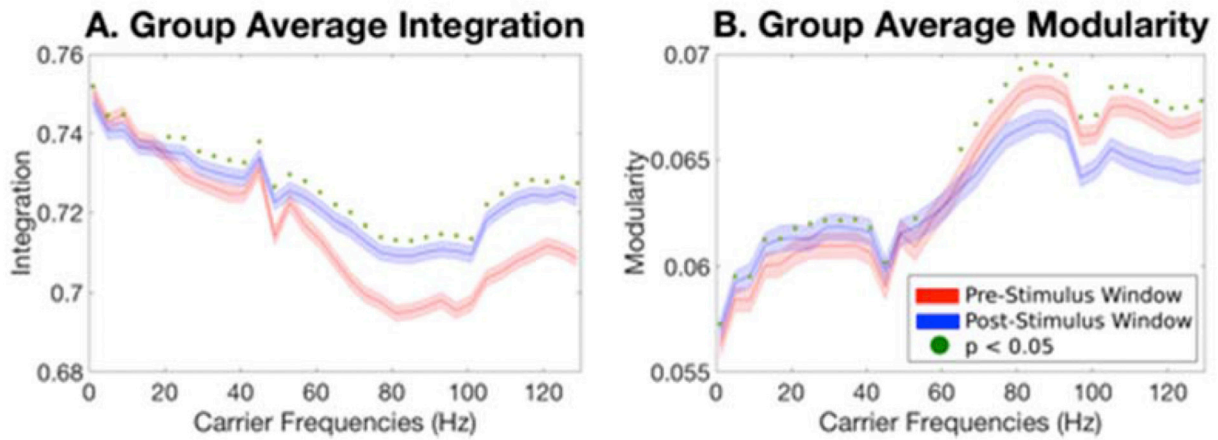 A. Group Average Integration
0.76
0.74
0.72
0.7
0.68
Integration
0 20 40 60 80 100 120
Carrier Frequencies (Hz)
B. Group Average Modularity
0.07
0.065
0.06
0.055
Modularity
0 20 40 60 80 100 120
Carrier Frequencies (Hz)
Pre-Stimulus Window
Post-Stimulus Window
p < 0.05